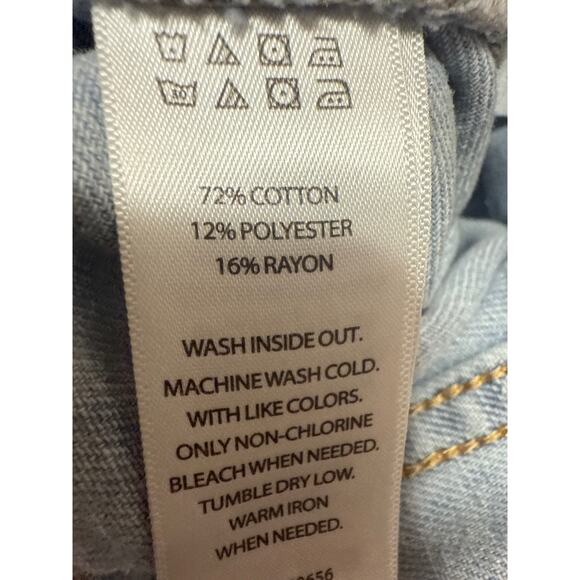 30
72% COTTON
12% POLYESTER
16% RAYON
WASH INSIDE OUT.
MACHINE WASH COLD.
WITH LIKE COLORS.
ONLY NON-CHLORINE
BLEACH WHEN NEEDED.
TUMBLE DRY LOW.
WARM IRON
WHEN NEEDED.